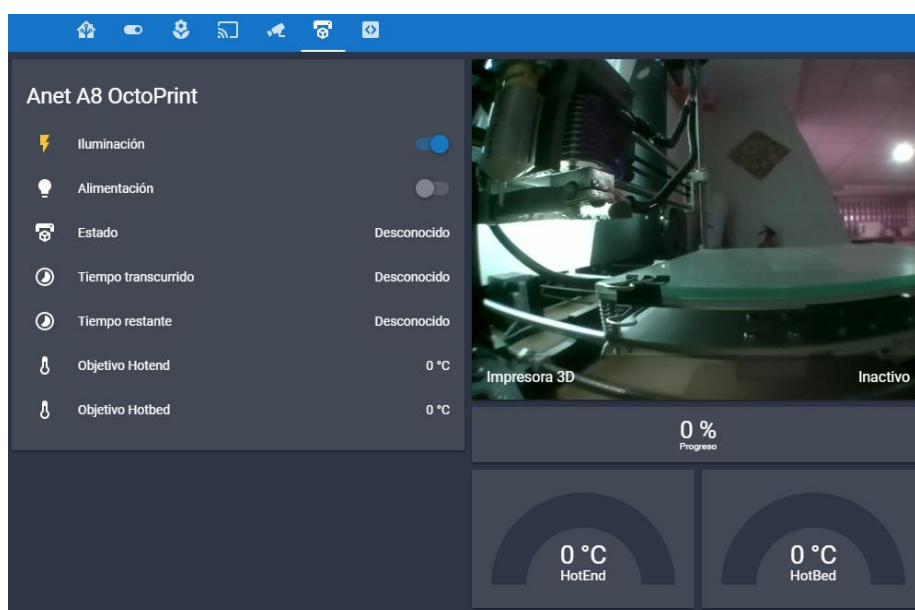 Anet A8 OctoPrint
Iluminación
Alimentación
Estado Desconocido
Tiempo transcurrido Desconocido
Tiempo restante Desconocido
Objetivo Hotend 0 °C
Objetivo Hotbed 0 °C
Impresora 3D Inactivo
0 %
Progreso
0 °C
HotEnd
0 °C
HotBed